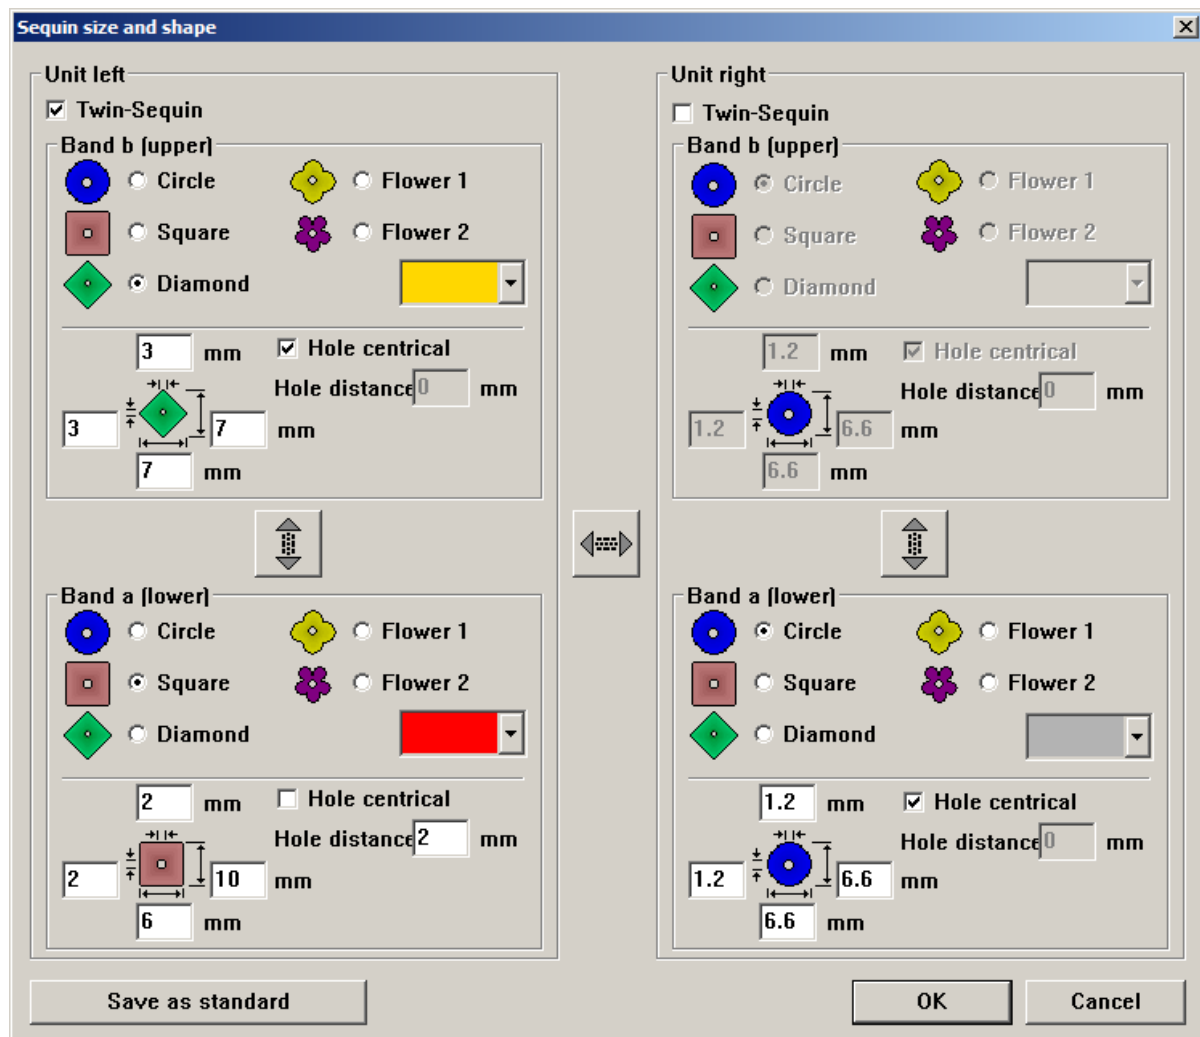 Sequin size and shape
Unit left
Twin-Sequin
Band b (upper)
Circle
Flower 1
Square
Flower 2
Diamond
3 mm
Hole centrical
Hole distance 0 mm
3
7 mm
7 mm
Band a (lower)
Circle
Flower 1
Square
Flower 2
Diamond
2 mm
Hole centrical
Hole distance 2 mm
2
10 mm
6 mm
Unit right
Twin-Sequin
Band b (upper)
Circle
Flower 1
Square
Flower 2
Diamond
1.2 mm
Hole centrical
Hole distance 0 mm
1.2
6.6 mm
6.6 mm
Band a (lower)
Circle
Flower 1
Square
Flower 2
Diamond
1.2 mm
Hole centrical
Hole distance 0 mm
1.2
6.6 mm
6.6 mm
Save as standard
OK
Cancel